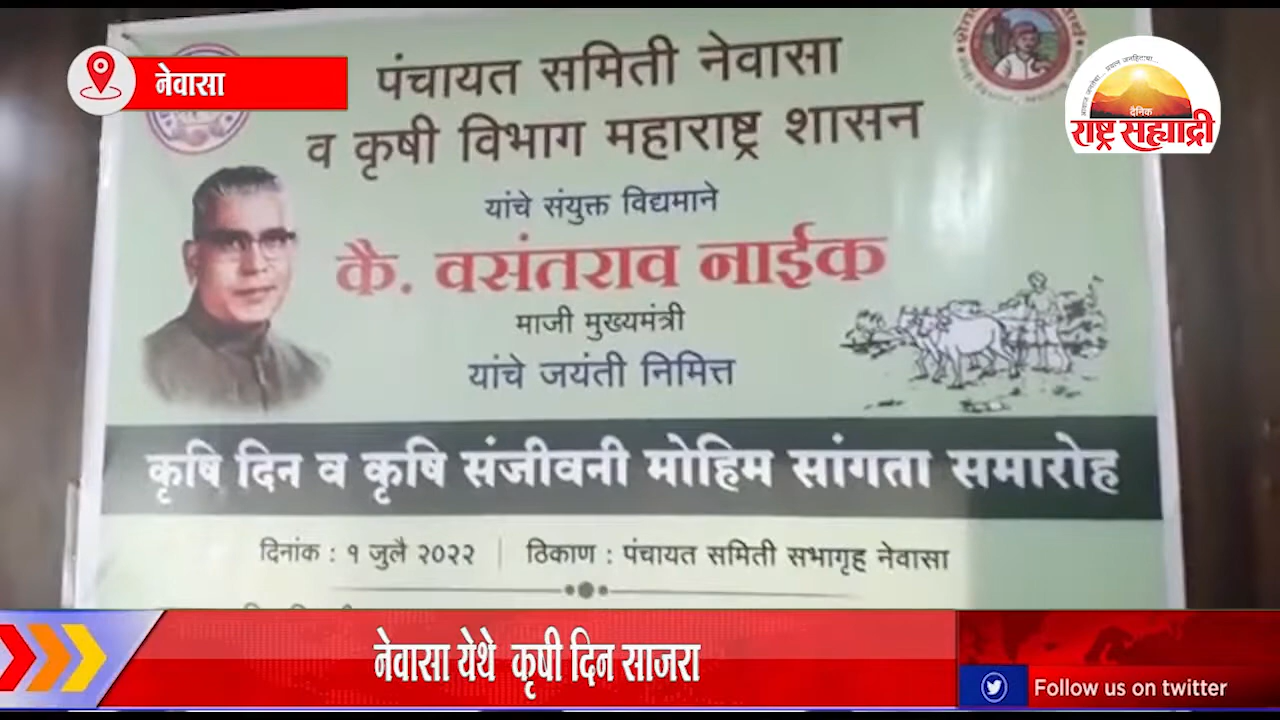 नेवासा
पंचायत समिती नेवासा
व कृषी विभाग महाराष्ट्र शासन
यांचे संयुक्त विद्यमाने
कै. वसंतराव नाईक
माजी मुख्यमंत्री
यांचे जयंती निमित्त
कृषि दिन व कृषि संजीवनी मोहिम सांगता समारोह
दिनांक : १ जुलै २०२२ | ठिकाण : पंचायत समिती सभागृह नेवासा
दैनिक
राष्ट्र सह्याद्री
नेवासा येथे कृषी दिन साजरा
Follow us on twitter